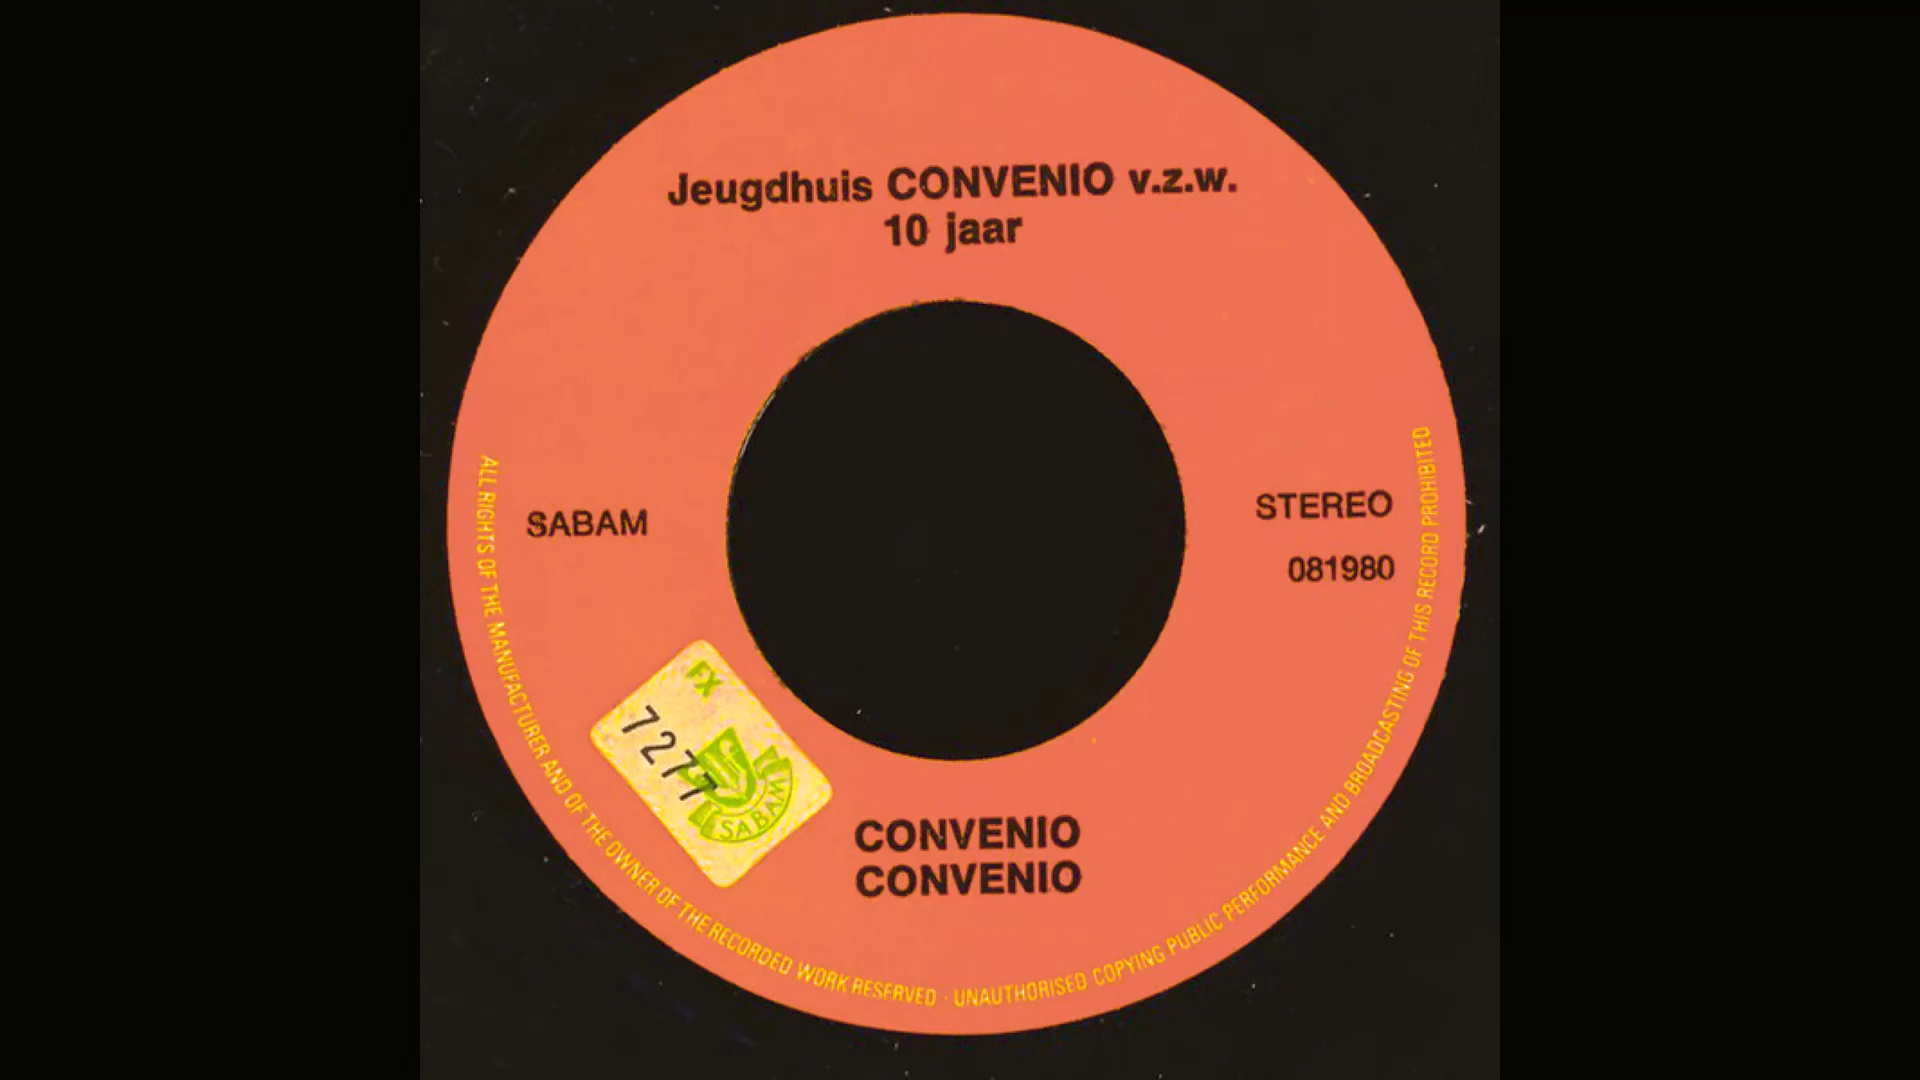 Jeugdhuis CONVENIO v.z.w.
10 jaar
SABAM
STEREO
081980
FX
7277
SABAM
CONVENIO
CONVENIO
ALL RIGHTS OF THE MANUFACTURER AND OF THE OWNER OF THE RECORDED WORK RESERVED · UNAUTHORISED COPYING PUBLIC PERFORMANCE AND BROADCASTING OF THIS RECORD PROHIBITED